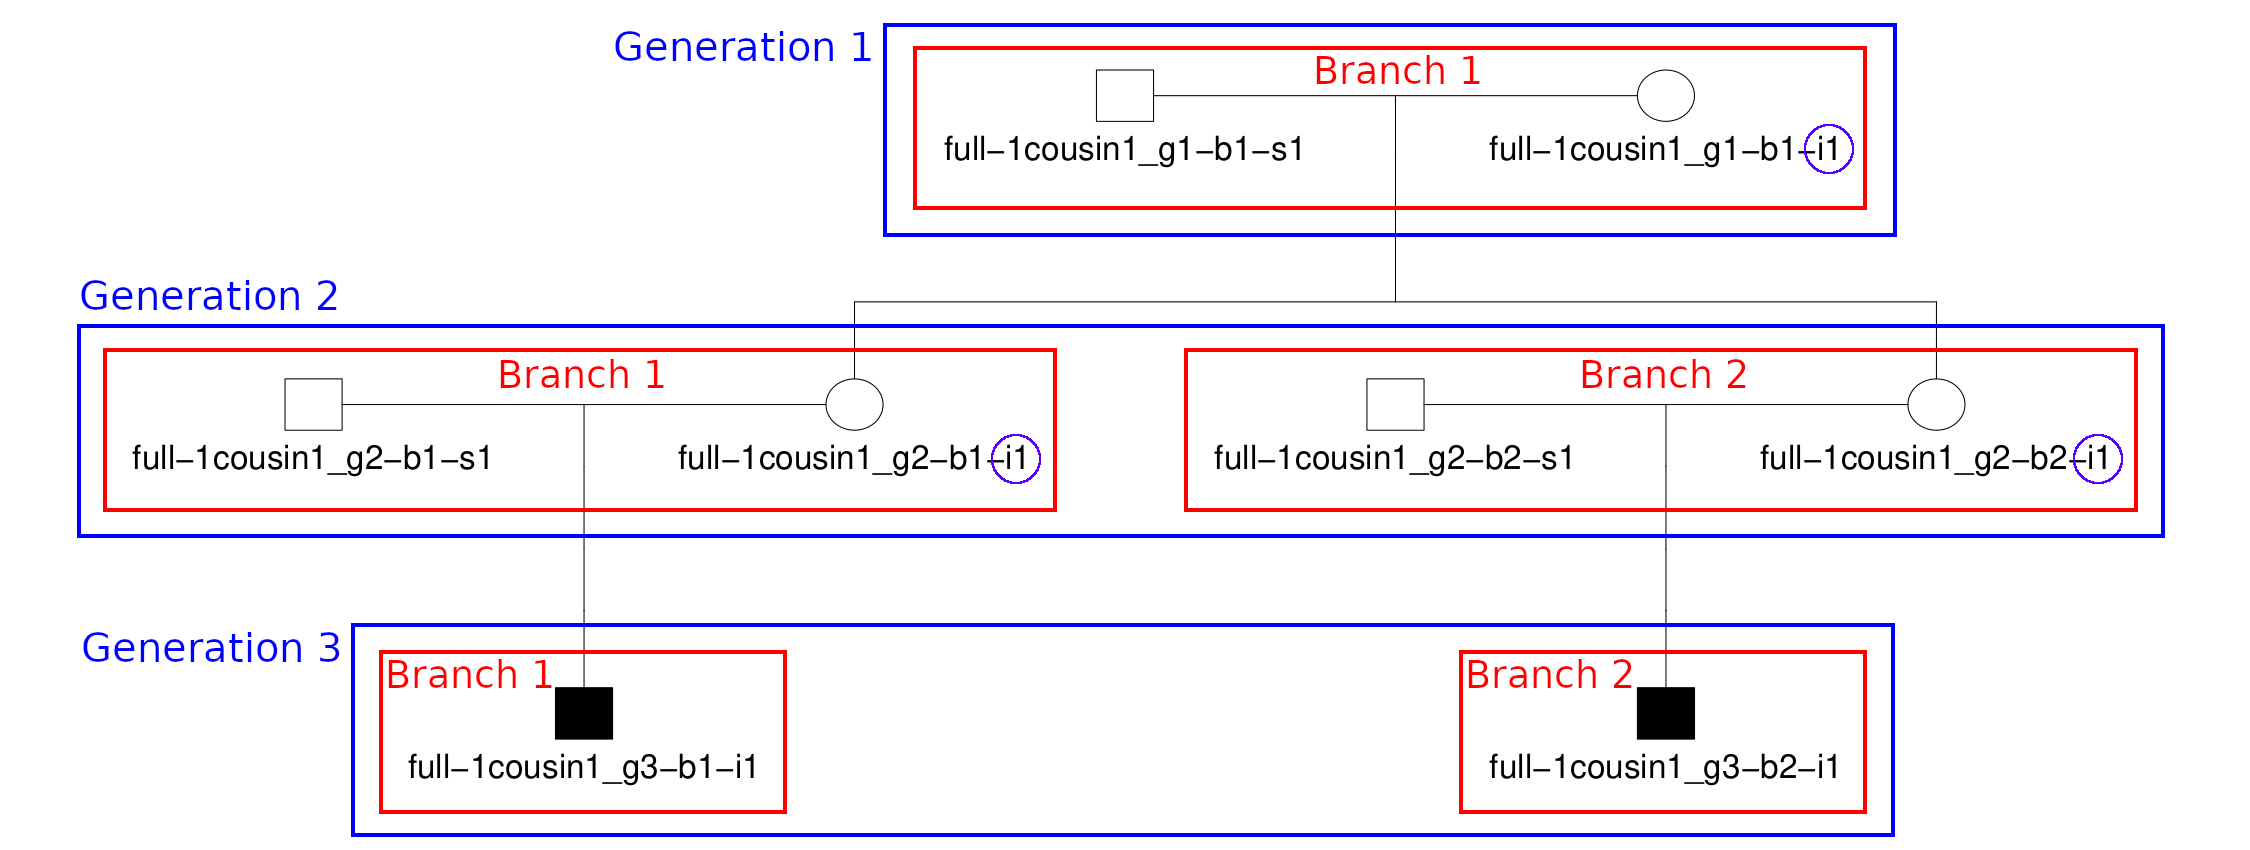 Generation 1
Branch 1
full−1cousin1_g1−b1−s1
full−1cousin1_g1−b1−i1
Generation 2
Branch 1
Branch 2
full−1cousin1_g2−b1−s1
full−1cousin1_g2−b1−i1
full−1cousin1_g2−b2−s1
full−1cousin1_g2−b2−i1
Generation 3
Branch 1
Branch 2
full−1cousin1_g3−b1−i1
full−1cousin1_g3−b2−i1